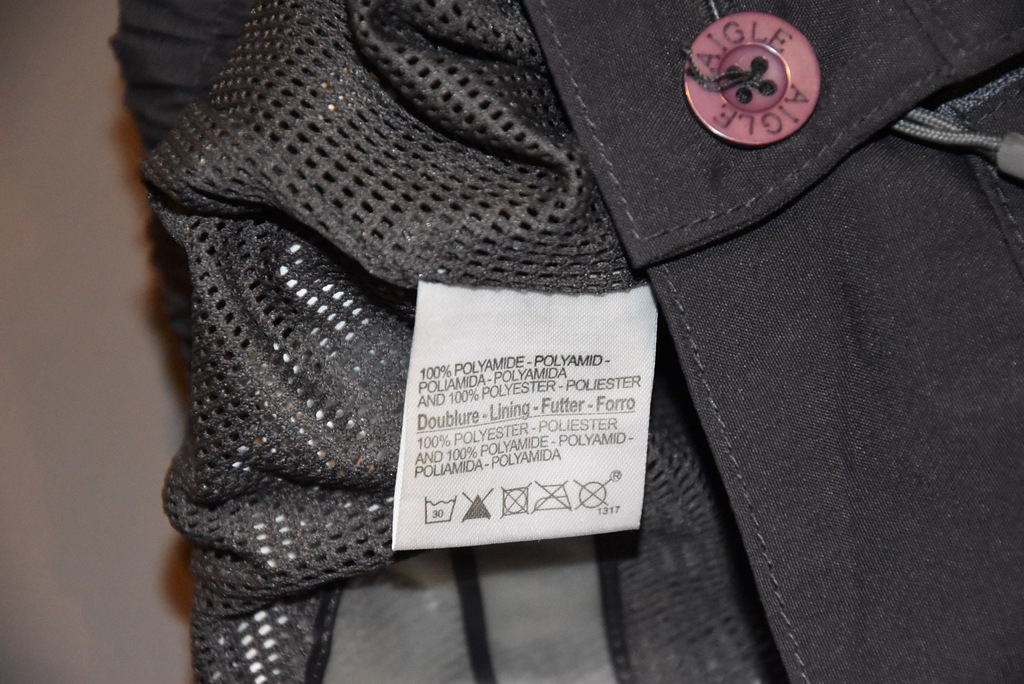 AIGLE
AIGLE
100% POLYAMIDE - POLYAMID -
POLIAMIDA - POLYAMIDA
AND 100% POLYESTER - POLIESTER
Doublure - Lining - Futter - Forro
100% POLYESTER - POLIESTER
AND 100% POLYAMIDE - POLYAMID -
POLIAMIDA - POLYAMIDA
30
®
1317